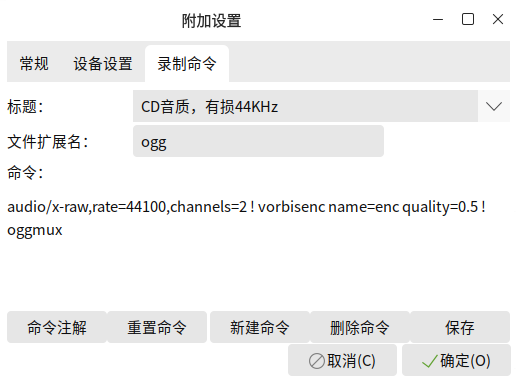 附加设置
常规 设备设置 录制命令
标题： CD音质，有损44KHz
文件扩展名： ogg
命令：
audio/x-raw,rate=44100,channels=2 ! vorbisenc name=enc quality=0.5 !
oggmux
命令注解 重置命令 新建命令 删除命令 保存
取消(C) 确定(O)